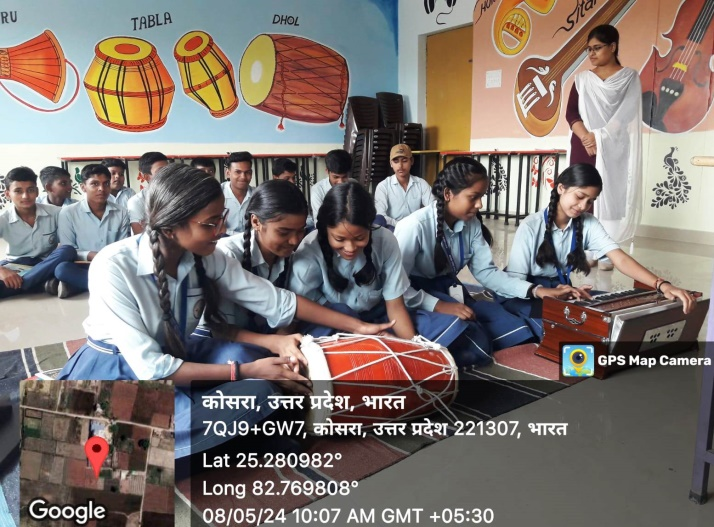 TABLA
DHOL
GPS Map Camera
कोसरा, उत्तर प्रदेश, भारत
7QJ9+GW7, कोसरा, उत्तर प्रदेश 221307, भारत
Lat 25.280982°
Long 82.769808°
08/05/24 10:07 AM GMT +05:30
Google